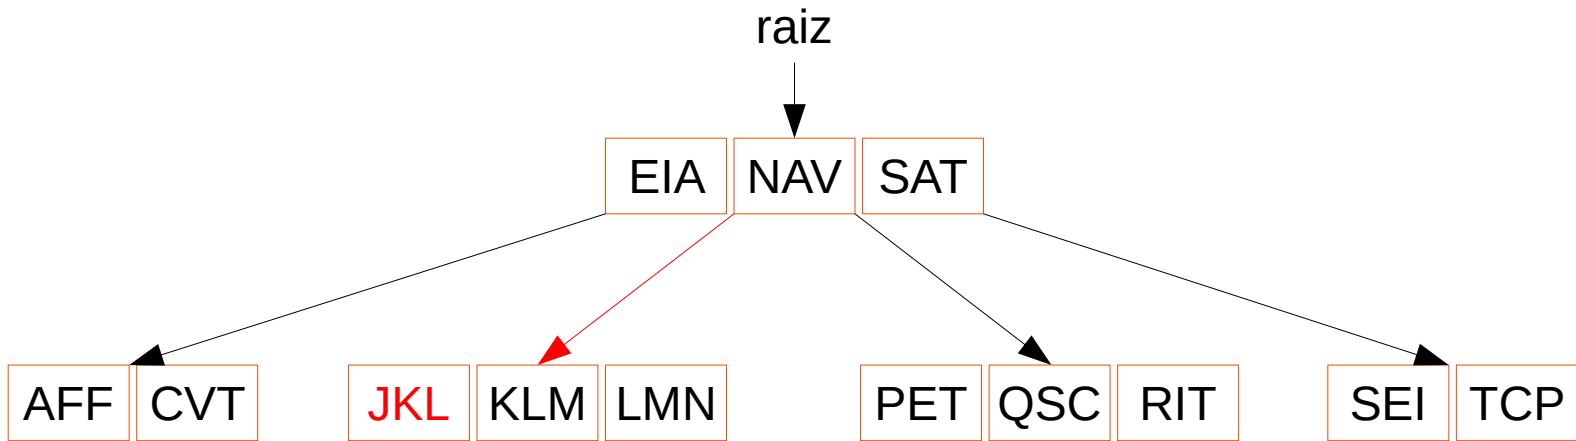 raiz
EIA NAV SAT
AFF CVT JKL KLM LMN PET QSC RIT SEI TCP